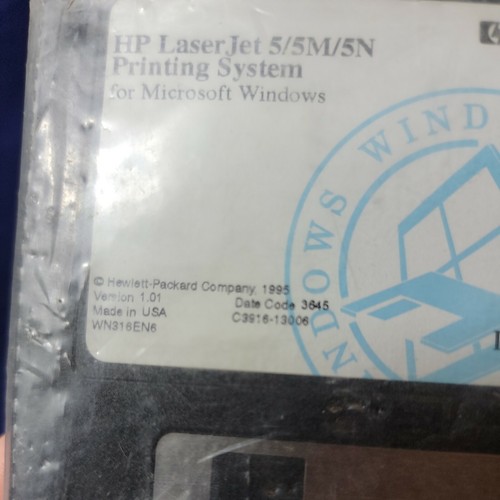 HP LaserJet 5/5M/5N
Printing System
for Microsoft Windows
WINDOWS WIND
© Hewlett-Packard Company, 1995
Version 1.01
Date Code 3645
Made in USA
C3916-13006
WN316EN6